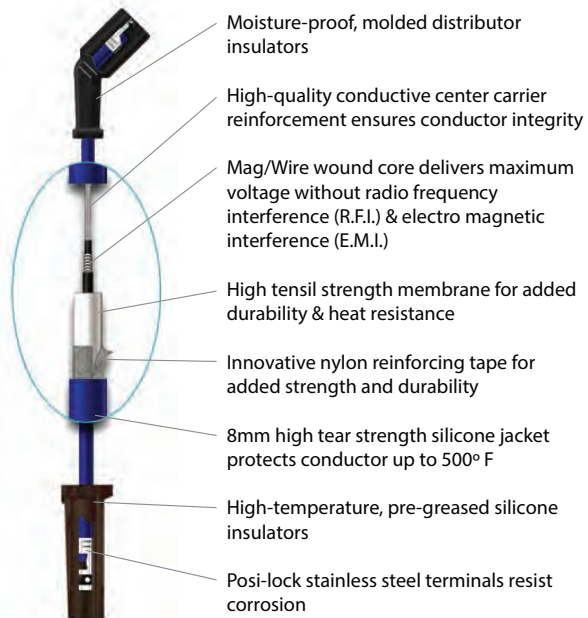 Moisture-proof, molded distributor
insulators
High-quality conductive center carrier
reinforcement ensures conductor integrity
Mag/Wire wound core delivers maximum
voltage without radio frequency
interference (R.F.I.) & electro magnetic
interference (E.M.I.)
High tensil strength membrane for added
durability & heat resistance
Innovative nylon reinforcing tape for
added strength and durability
8mm high tear strength silicone jacket
protects conductor up to 500º F
High-temperature, pre-greased silicone
insulators
Posi-lock stainless steel terminals resist
corrosion